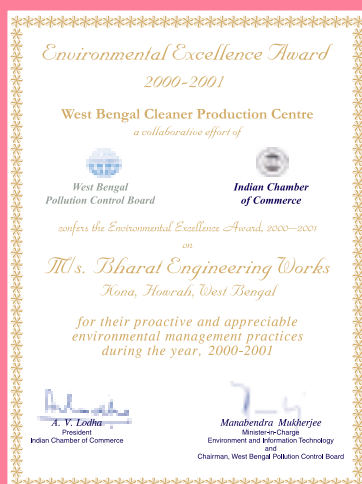 Environmental Excellence Award
2000-2001
West Bengal Cleaner Production Centre
a collaborative effort of
West Bengal
Pollution Control Board
Indian Chamber
of Commerce
confers the Environmental Excellence Award, 2000-2001
on
M/s. Bharat Engineering Works
Kona, Howrah, West Bengal
for their proactive and appreciable
environmental management practices
during the year, 2000-2001
A. V. Lodha
President
Indian Chamber of Commerce
Manabendra Mukherjee
Minister-in-Charge
Environment and Information Technology
and
Chairman, West Bengal Pollution Control Board